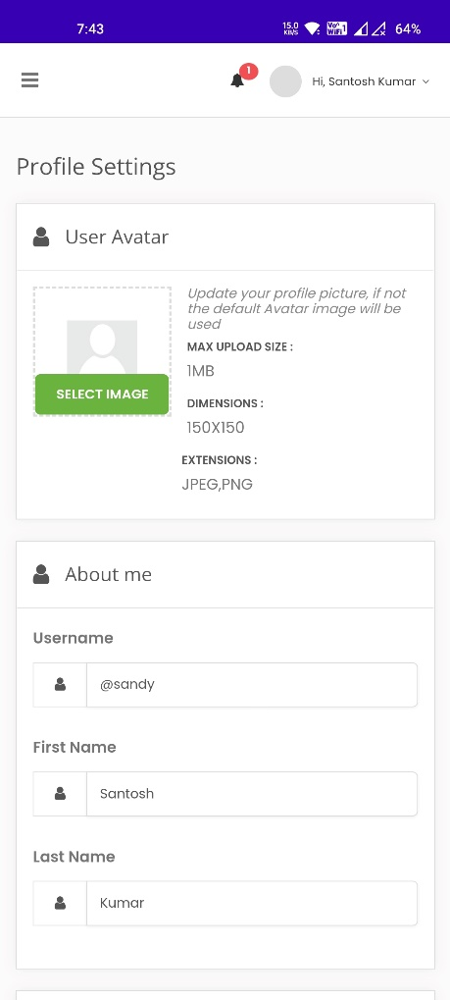 7:43
15.0
KB/S
Vo
WiFi 1
64%
1
Hi, Santosh Kumar
Profile Settings
User Avatar
Update your profile picture, if not
the default Avatar image will be
used
MAX UPLOAD SIZE :
1MB
SELECT IMAGE
DIMENSIONS :
150X150
EXTENSIONS :
JPEG,PNG
About me
Username
@sandy
First Name
Santosh
Last Name
Kumar